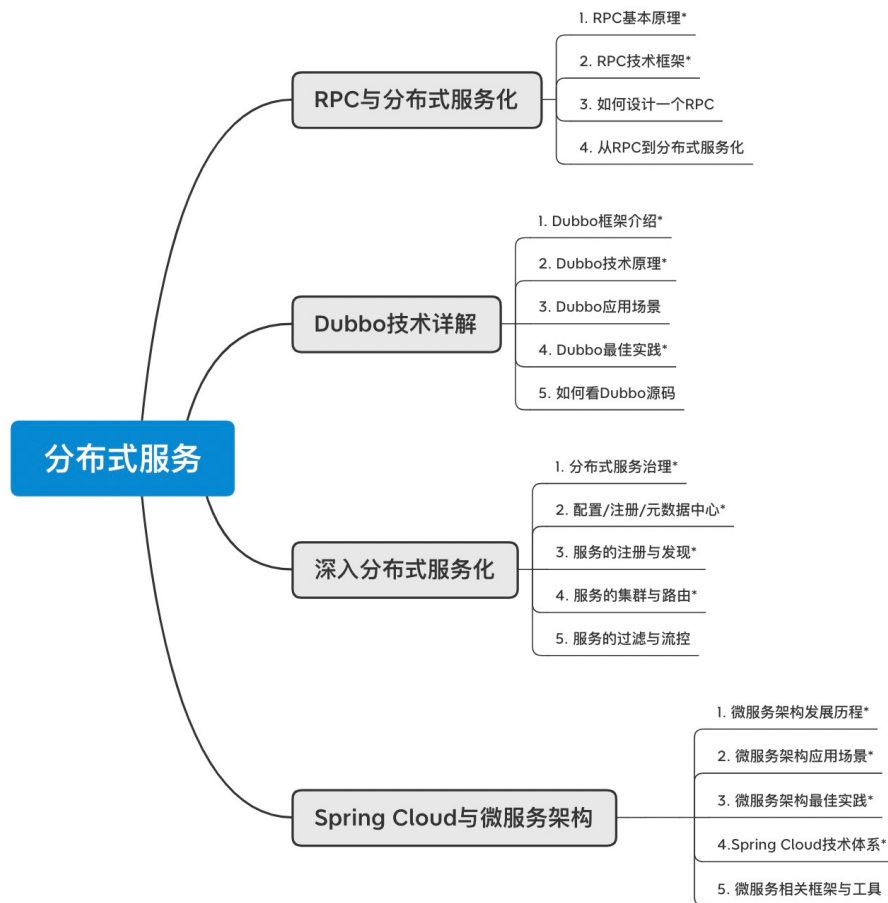 分布式服务
RPC与分布式服务化
1. RPC基本原理*
2. RPC技术框架*
3. 如何设计一个RPC
4. 从RPC到分布式服务化
Dubbo技术详解
1. Dubbo框架介绍*
2. Dubbo技术原理*
3. Dubbo应用场景
4. Dubbo最佳实践*
5. 如何看Dubbo源码
深入分布式服务化
1. 分布式服务治理*
2. 配置/注册/元数据中心*
3. 服务的注册与发现*
4. 服务的集群与路由*
5. 服务的过滤与流控
Spring Cloud与微服务架构
1. 微服务架构发展历程*
2. 微服务架构应用场景*
3. 微服务架构最佳实践*
4.Spring Cloud技术体系*
5. 微服务相关框架与工具